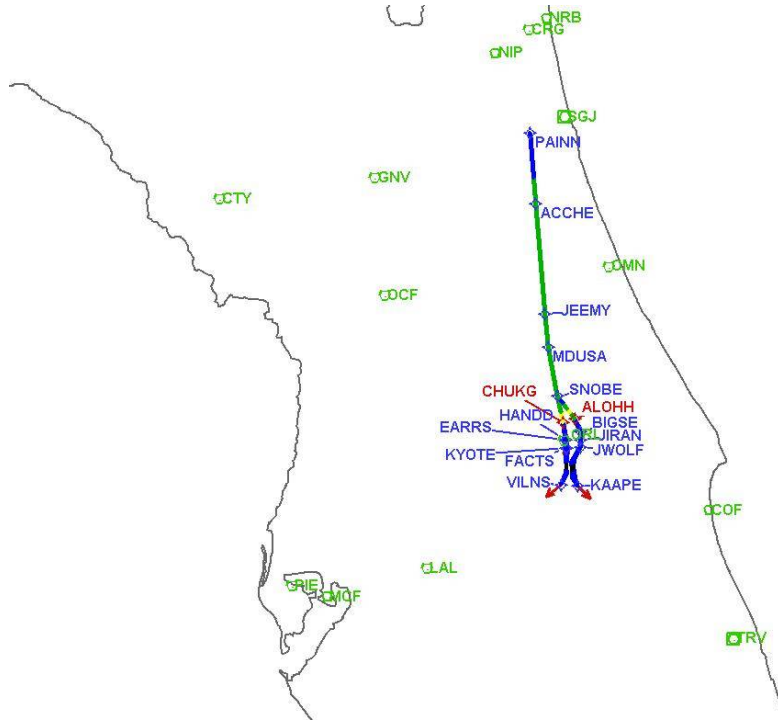 NRB
CRG
NIP
SGJ
PAINN
GNV
CTY
ACCHE
OMN
OCF
JEEMY
MDUSA
SNOBE
CHUKG
ALOHH
HANDD
BIGSE
EARRS
ORL
JIRAN
KYOTE
JWOLF
FACTS
VILNS
KAAPE
COF
LAL
PIE
MCF
TRV